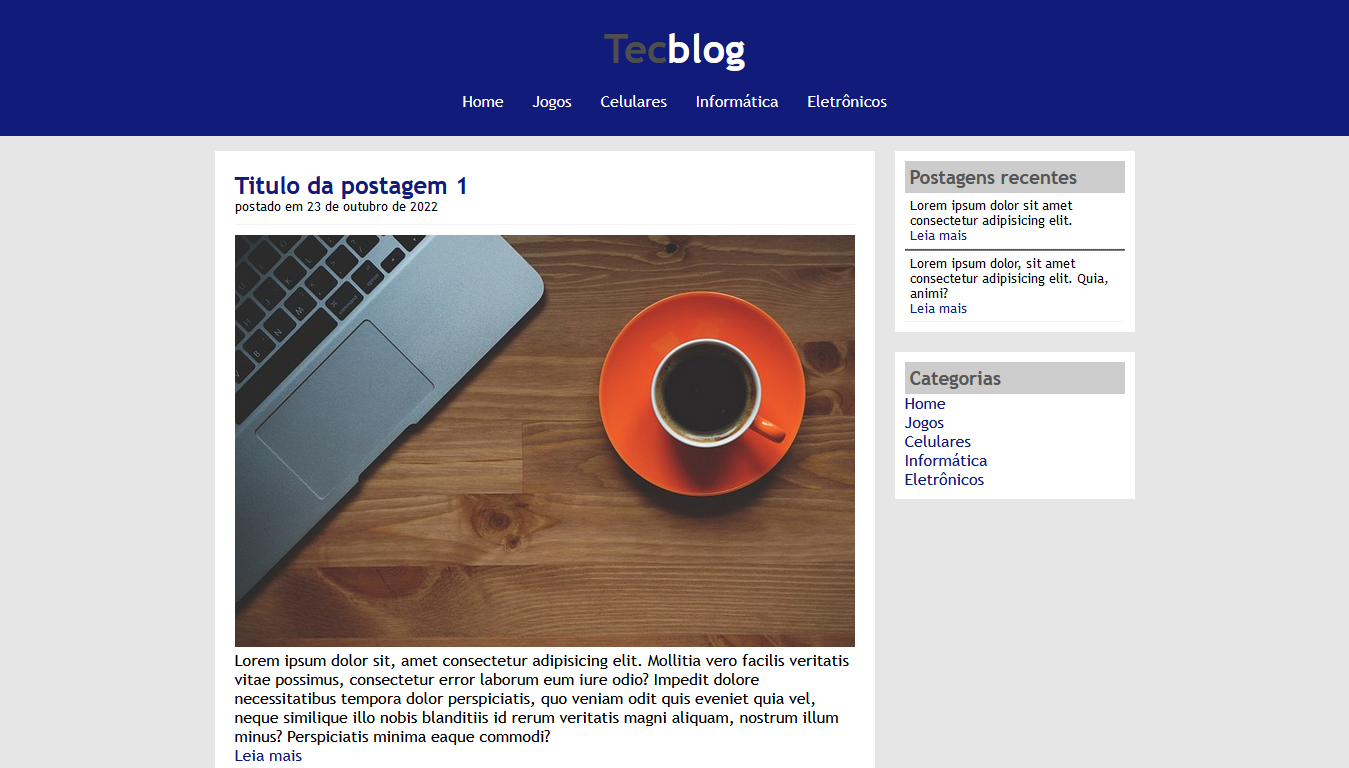 Tecblog
Home Jogos Celulares Informática Eletrônicos
Titulo da postagem 1
postado em 23 de outubro de 2022
Lorem ipsum dolor sit, amet consectetur adipisicing elit. Mollitia vero facilis veritatis
vitae possimus, consectetur error laborum eum iure odio? Impedit dolore
necessitatibus tempora dolor perspiciatis, quo veniam odit quis eveniet quia vel,
neque similique illo nobis blanditiis id rerum veritatis magni aliquam, nostrum illum
minus? Perspiciatis minima eaque commodi?
Leia mais
Postagens recentes
Lorem ipsum dolor sit amet
consectetur adipisicing elit.
Leia mais
Lorem ipsum dolor, sit amet
consectetur adipisicing elit. Quia,
animi?
Leia mais
Categorias
Home
Jogos
Celulares
Informática
Eletrônicos